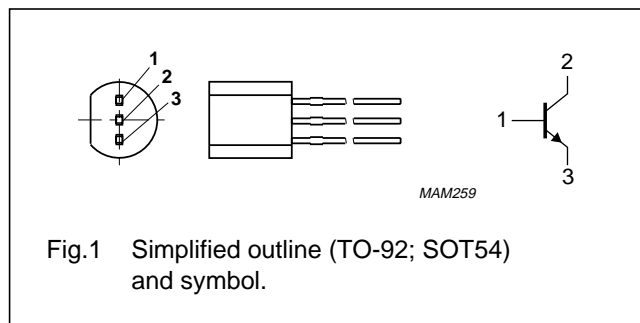 1
2
3
2
1
3
MAM259
Fig.1 Simplified outline (TO-92; SOT54)
and symbol.